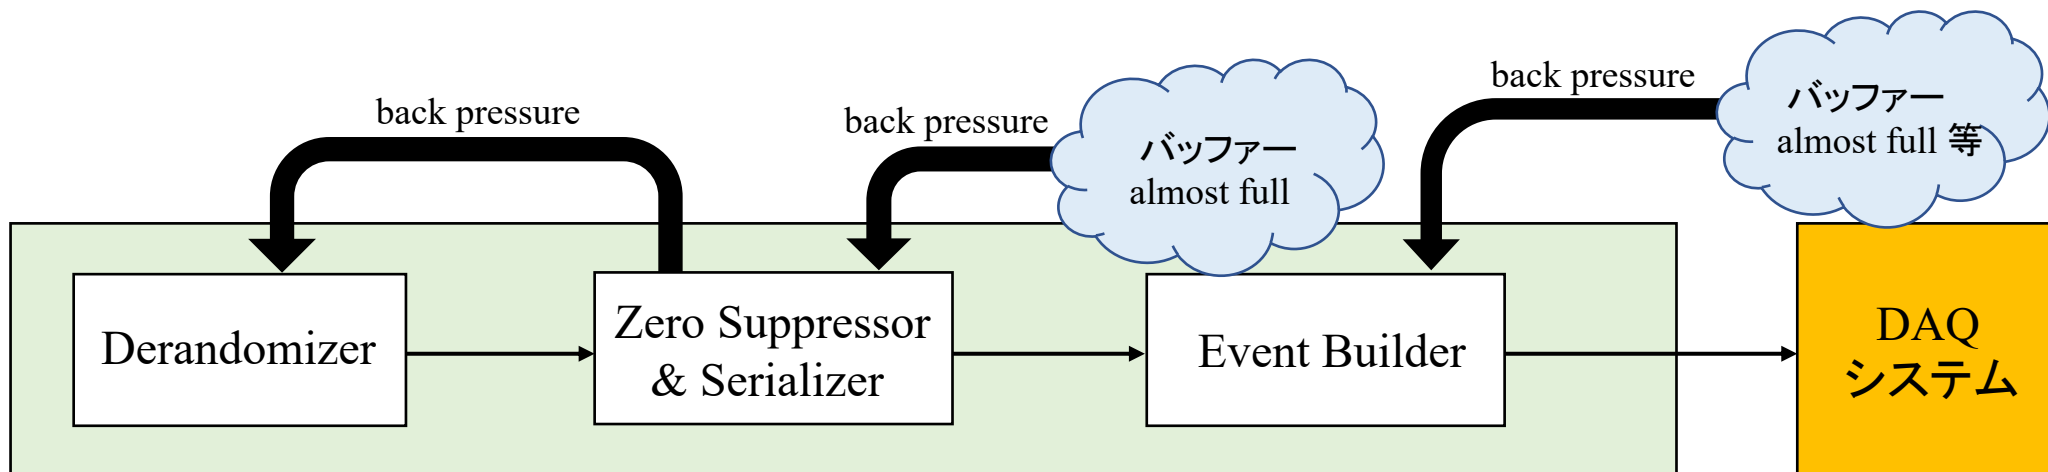 back pressure
back pressure
バッファー
almost full
back pressure
バッファー
almost full 等
Derandomizer
Zero Suppressor
& Serializer
Event Builder
DAQ
システム